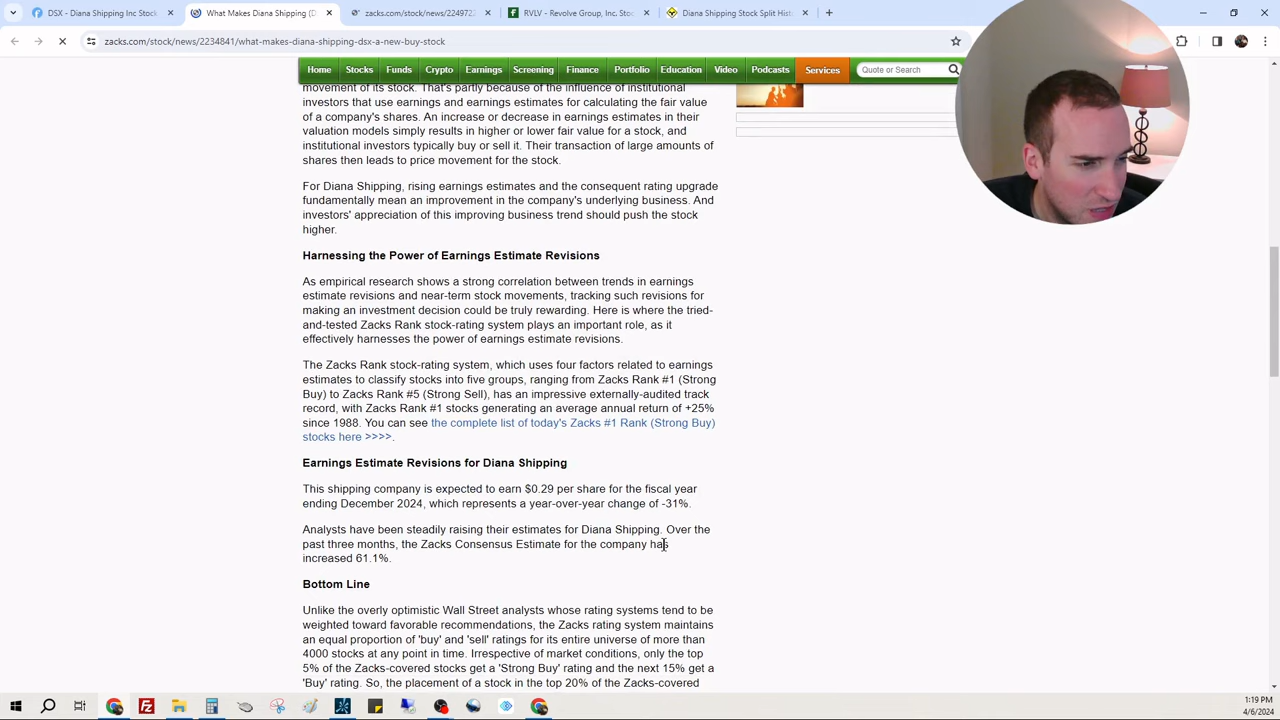 DSX - Diana Shipping Inc Stock
What Makes Diana Shipping (D
zacks.com/stock/news/22497
RVLV - Revolve Group, Inc. Stoc
Diana Shipping Stock Split Hist
zacks.com/stock/news/2234841/what-makes-diana-shipping-dsx-a-new-buy-stock
Home Stocks Funds Crypto Earnings Screening Finance Portfolio Education Video Podcasts Services Quote or Search
movement of its stock. That's partly because of the influence of institutional
investors that use earnings and earnings estimates for calculating the fair value
of a company's shares. An increase or decrease in earnings estimates in their
valuation models simply results in higher or lower fair value for a stock, and
institutional investors typically buy or sell it. Their transaction of large amounts of
shares then leads to price movement for the stock.
For Diana Shipping, rising earnings estimates and the consequent rating upgrade
fundamentally mean an improvement in the company's underlying business. And
investors' appreciation of this improving business trend should push the stock
higher.
Harnessing the Power of Earnings Estimate Revisions
As empirical research shows a strong correlation between trends in earnings
estimate revisions and near-term stock movements, tracking such revisions for
making an investment decision could be truly rewarding. Here is where the tried-
and-tested Zacks Rank stock-rating system plays an important role, as it
effectively harnesses the power of earnings estimate revisions.
The Zacks Rank stock-rating system, which uses four factors related to earnings
estimates to classify stocks into five groups, ranging from Zacks Rank #1 (Strong
Buy) to Zacks Rank #5 (Strong Sell), has an impressive externally-audited track
record, with Zacks Rank #1 stocks generating an average annual return of +25%
since 1988. You can see the complete list of today's Zacks #1 Rank (Strong Buy)
stocks here >>>>.
Earnings Estimate Revisions for Diana Shipping
This shipping company is expected to earn $0.29 per share for the fiscal year
ending December 2024, which represents a year-over-year change of -31%.
Analysts have been steadily raising their estimates for Diana Shipping. Over the
past three months, the Zacks Consensus Estimate for the company has
increased 61.1%.
Bottom Line
Unlike the overly optimistic Wall Street analysts whose rating systems tend to be
weighted toward favorable recommendations, the Zacks rating system maintains
an equal proportion of 'buy' and 'sell' ratings for its entire universe of more than
4000 stocks at any point in time. Irrespective of market conditions, only the top
5% of the Zacks-covered stocks get a 'Strong Buy' rating and the next 15% get a
'Buy' rating. So, the placement of a stock in the top 20% of the Zacks-covered
1:19 PM
4/6/2024